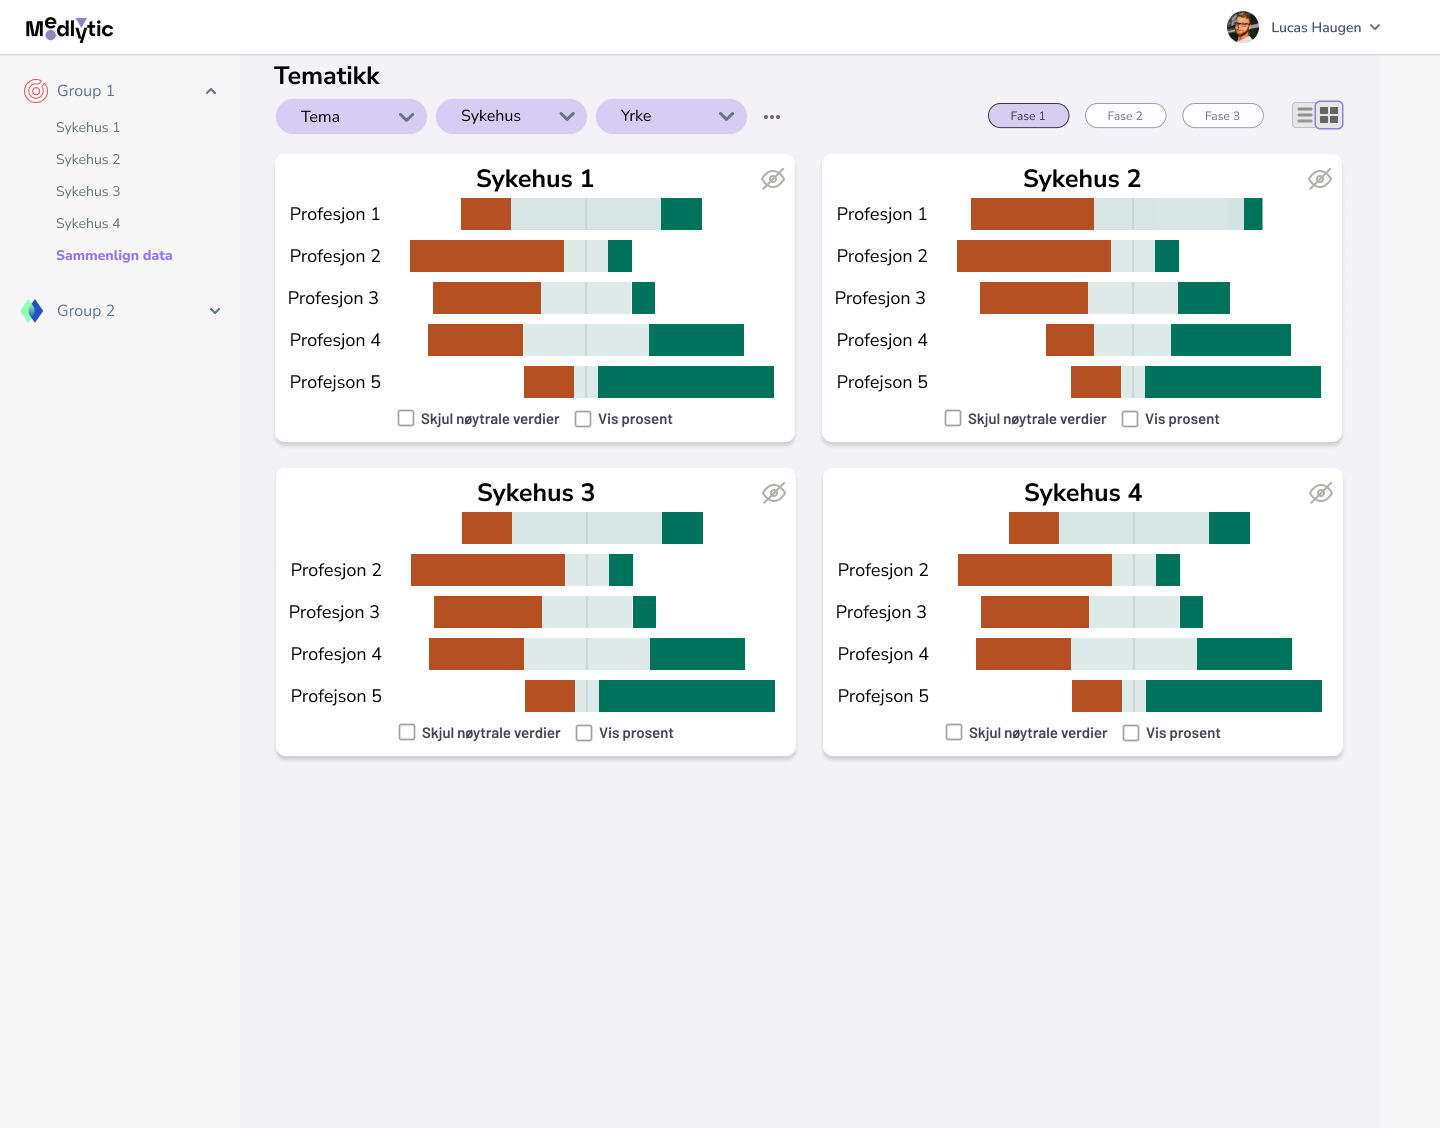 Medlytic
Lucas Haugen
Group 1
Sykehus 1
Sykehus 2
Sykehus 3
Sykehus 4
Sammenlign data
Group 2
Tematikk
Tema
Sykehus
Yrke
Fase 1
Fase 2
Fase 3
Sykehus 1
Profesjon 1
Profesjon 2
Profesjon 3
Profesjon 4
Profejson 5
Skjul nøytrale verdier
Vis prosent
Sykehus 2
Profesjon 1
Profesjon 2
Profesjon 3
Profesjon 4
Profejson 5
Skjul nøytrale verdier
Vis prosent
Sykehus 3
Profesjon 2
Profesjon 3
Profesjon 4
Profejson 5
Skjul nøytrale verdier
Vis prosent
Sykehus 4
Profesjon 2
Profesjon 3
Profesjon 4
Profejson 5
Skjul nøytrale verdier
Vis prosent